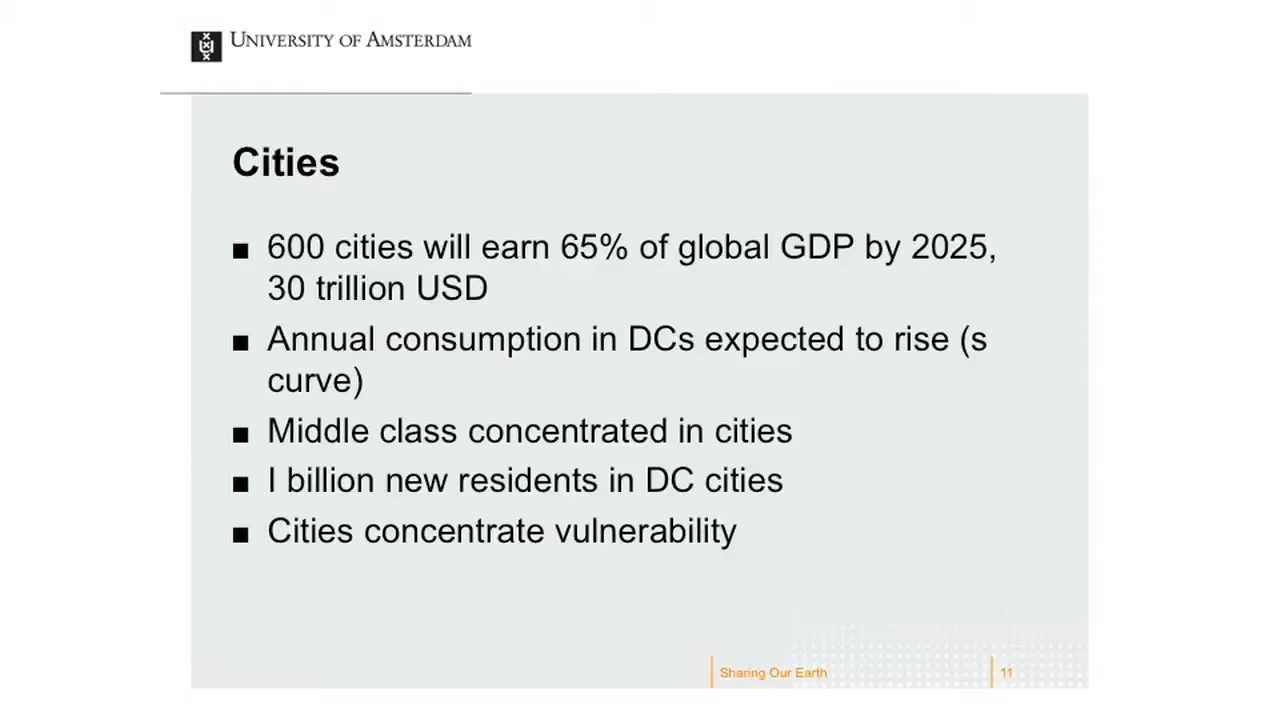 UNIVERSITY OF AMSTERDAM
Cities
■ 600 cities will earn 65% of global GDP by 2025,
30 trillion USD
■ Annual consumption in DCs expected to rise (s
curve)
■ Middle class concentrated in cities
■ I billion new residents in DC cities
■ Cities concentrate vulnerability
Sharing Our Earth
11